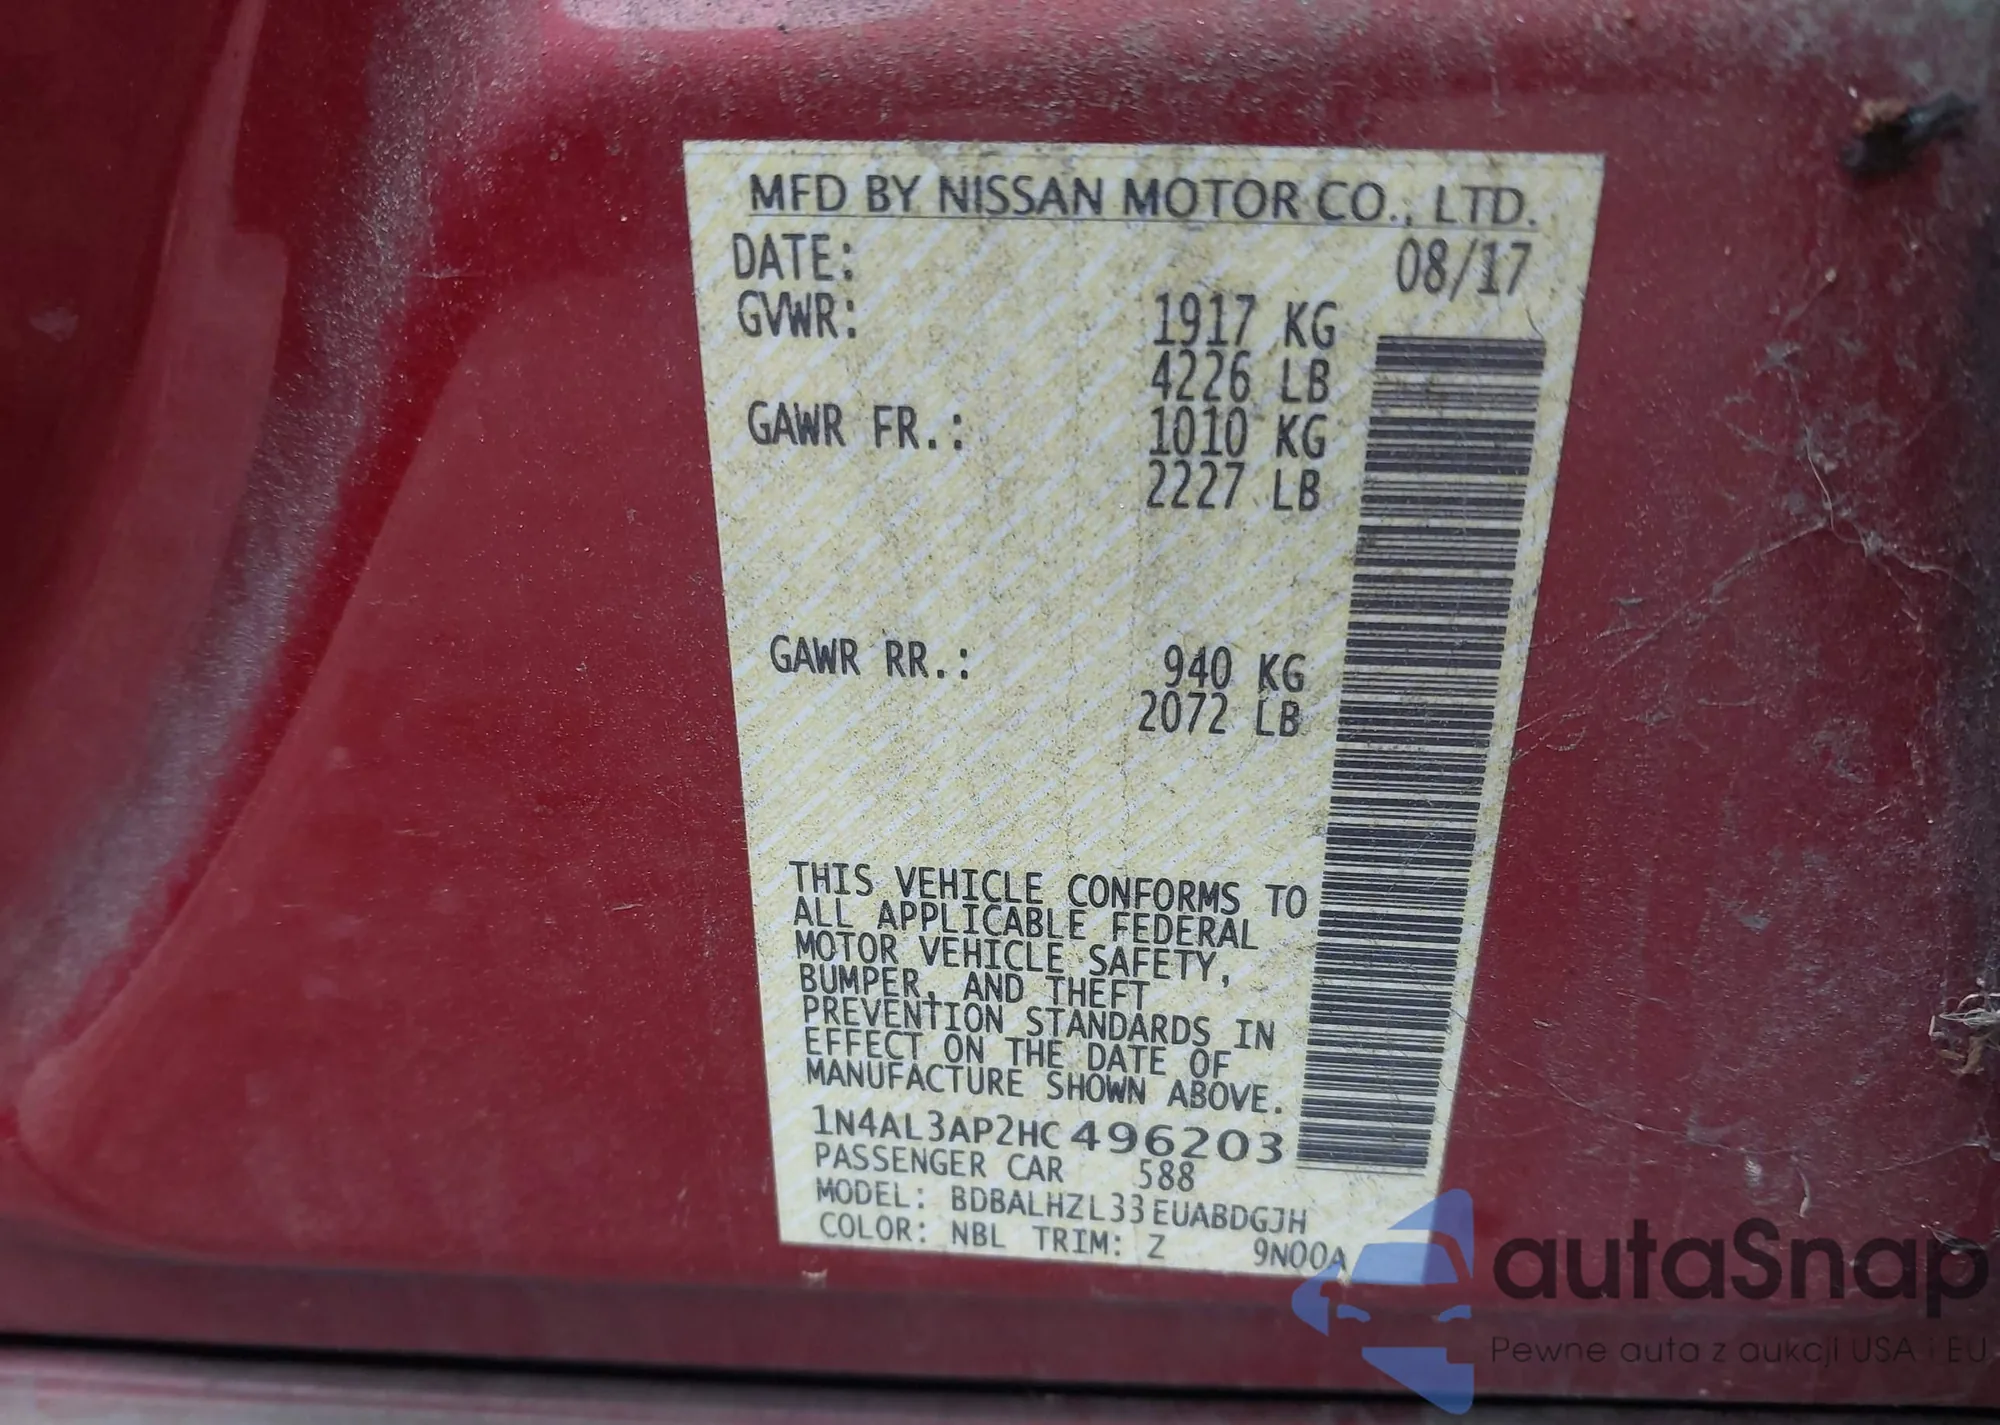 MFD BY NISSAN MOTOR CO., LTD.
DATE: 08/17
GVWR: 1917 KG
4226 LB
GAWR FR.: 1010 KG
2227 LB
GAWR RR.: 940 KG
2072 LB
THIS VEHICLE CONFORMS TO
ALL APPLICABLE FEDERAL
MOTOR VEHICLE SAFETY,
BUMPER, AND THEFT
PREVENTION STANDARDS IN
EFFECT ON THE DATE OF
MANUFACTURE SHOWN ABOVE.
1N4AL3AP2HC496203
PASSENGER CAR 588
MODEL: BDBALHZL33EUABDGJH
COLOR: NBL TRIM: Z 9N00A
autaSnap
Pewne auta z aukcji USA i EU